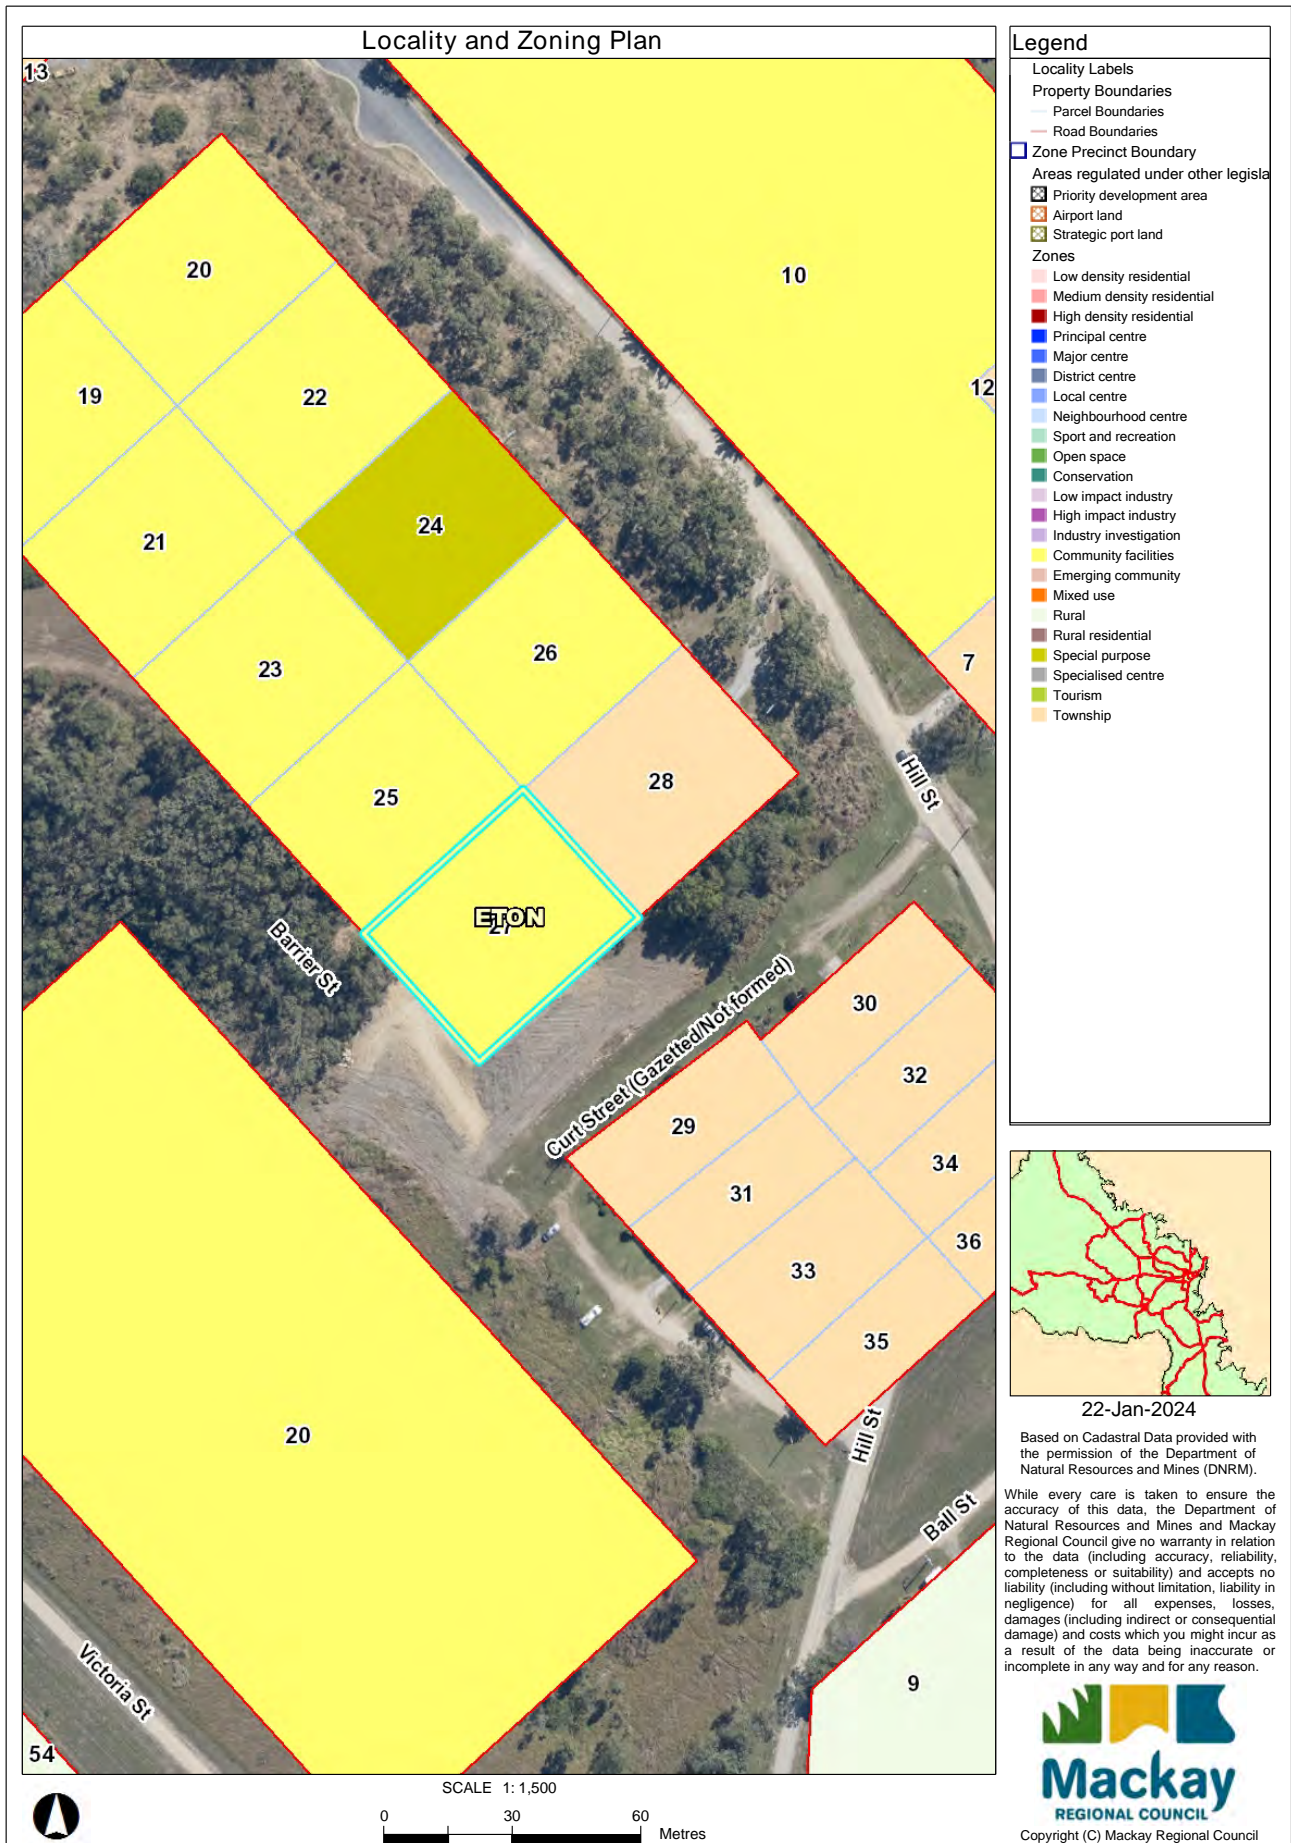 Locality and Zoning Plan
13
20
10
19
22
12
21
24
23
26
7
25
28
Hill St
ETON
27
Barrier St
Curt Street (Gazetted/Not formed)
30
32
29
34
31
36
33
35
20
Hill St
Ball St
9
Victoria St
54
SCALE 1: 1,500
0 30 60
Metres
Legend
Locality Labels
Property Boundaries
Parcel Boundaries
Road Boundaries
Zone Precinct Boundary
Areas regulated under other legisla
Priority development area
Airport land
Strategic port land
Zones
Low density residential
Medium density residential
High density residential
Principal centre
Major centre
District centre
Local centre
Neighbourhood centre
Sport and recreation
Open space
Conservation
Low impact industry
High impact industry
Industry investigation
Community facilities
Emerging community
Mixed use
Rural
Rural residential
Special purpose
Specialised centre
Tourism
Township
22-Jan-2024
Based on Cadastral Data provided with
the permission of the Department of
Natural Resources and Mines (DNRM).
While every care is taken to ensure the
accuracy of this data, the Department of
Natural Resources and Mines and Mackay
Regional Council give no warranty in relation
to the data (including accuracy, reliability,
completeness or suitability) and accepts no
liability (including without limitation, liability in
negligence) for all expenses, losses,
damages (including indirect or consequential
damage) and costs which you might incur as
a result of the data being inaccurate or
incomplete in any way and for any reason.
Mackay
REGIONAL COUNCIL
Copyright (C) Mackay Regional Council